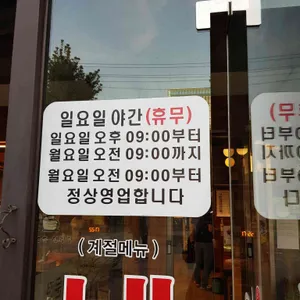 일요일 야간(휴무)
일요일 오후 09:00부터
월요일 오전 09:00까지
월요일 오전 09:00부터
정상영업합니다
(계절메뉴)